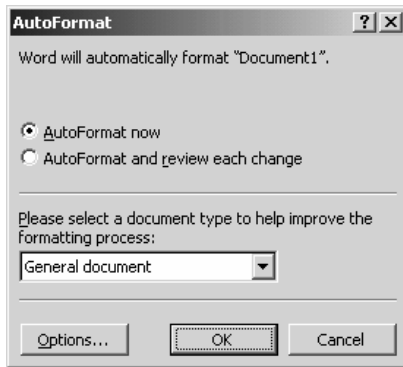 AutoFormat
Word will automatically format "Document1".
AutoFormat now
AutoFormat and review each change
Please select a document type to help improve the
formatting process:
General document
Options... OK Cancel